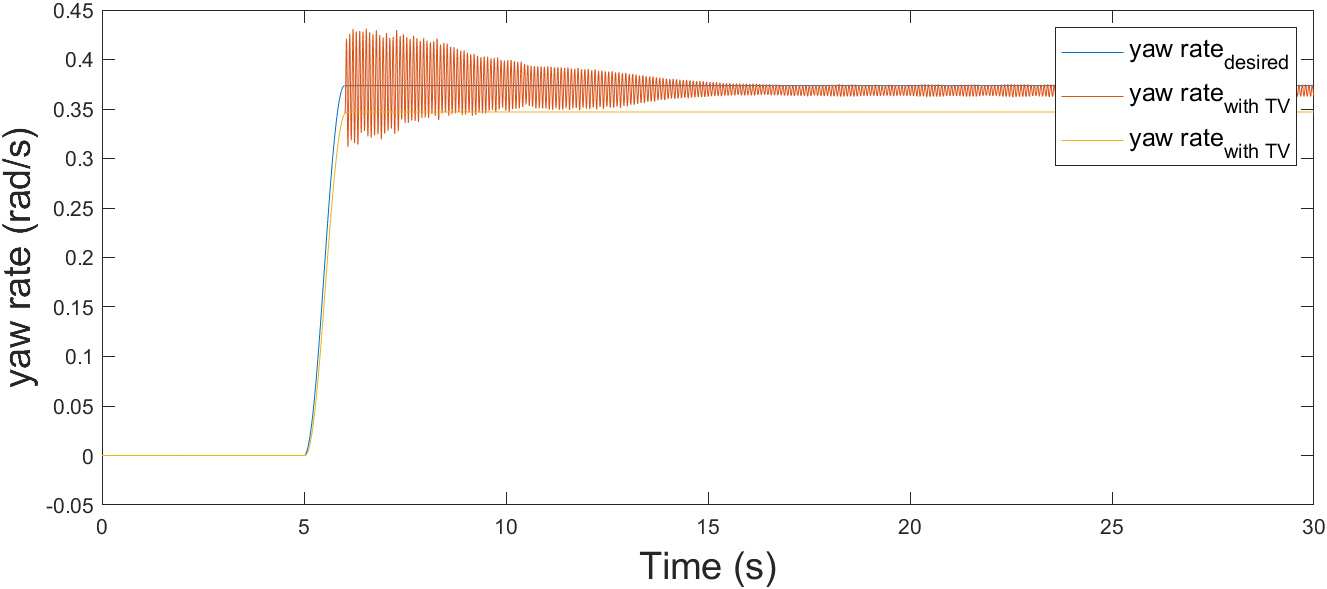 0.45
0.4
0.35
0.3
0.25
0.2
0.15
0.1
0.05
0
-0.05
yaw rate (rad/s)
yaw rate desired
yaw rate with TV
yaw rate with TV
0 5 10 15 20 25 30
Time (s)